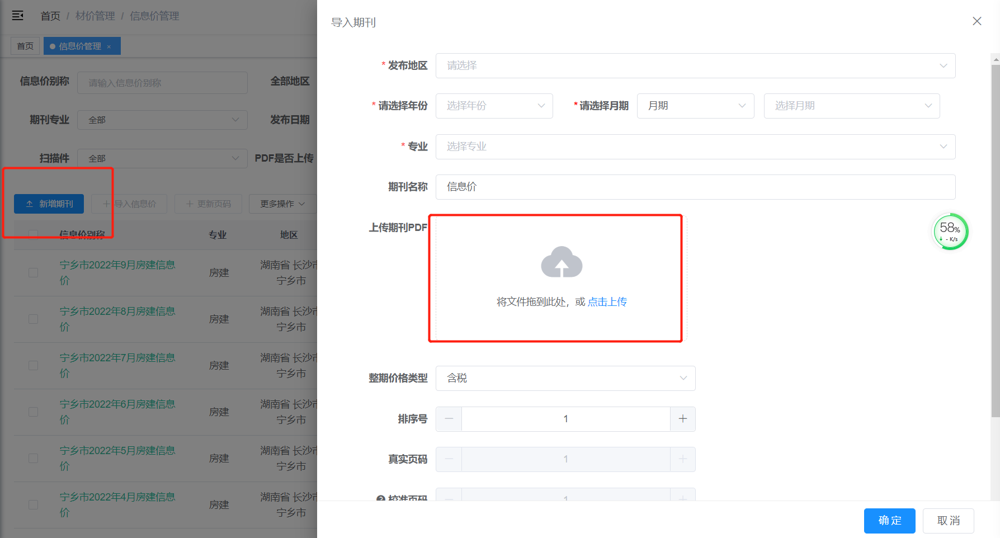 首页 / 材价管理 / 信息价管理
首页
信息价管理 ×
信息价别称 请输入信息价别称 全部地区
期刊专业 全部 发布日期
扫描件 全部 PDF是否上传
新增期刊 导入信息价 更新页码 更多操作
信息价别称 专业 地区
宁乡市2022年9月房建信息价 房建 湖南省 长沙市 宁乡市
宁乡市2022年8月房建信息价 房建 湖南省 长沙市 宁乡市
宁乡市2022年7月房建信息价 房建 湖南省 长沙市 宁乡市
宁乡市2022年6月房建信息价 房建 湖南省 长沙市 宁乡市
宁乡市2022年5月房建信息价 房建 湖南省 长沙市 宁乡市
宁乡市2022年4月房建信息价 房建 湖南省 长沙市 宁乡市
导入期刊
* 发布地区 请选择
* 请选择年份 选择年份 * 请选择月期 月期 选择月期
* 专业 选择专业
期刊名称 信息价
上传期刊PDF
将文件拖到此处，或 点击上传
58%
↓ - K/s
整期价格类型 含税
排序号 1
真实页码 1
校准页码 1
确定 取消